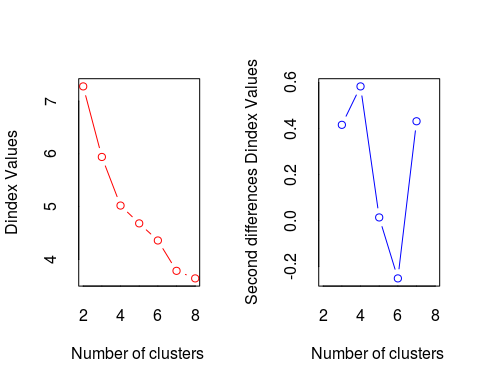 Dindex Values
7
6
5
4
2 4 6 8
Number of clusters
Second differences Dindex Values
0.6
0.4
0.2
0.0
-0.2
2 4 6 8
Number of clusters